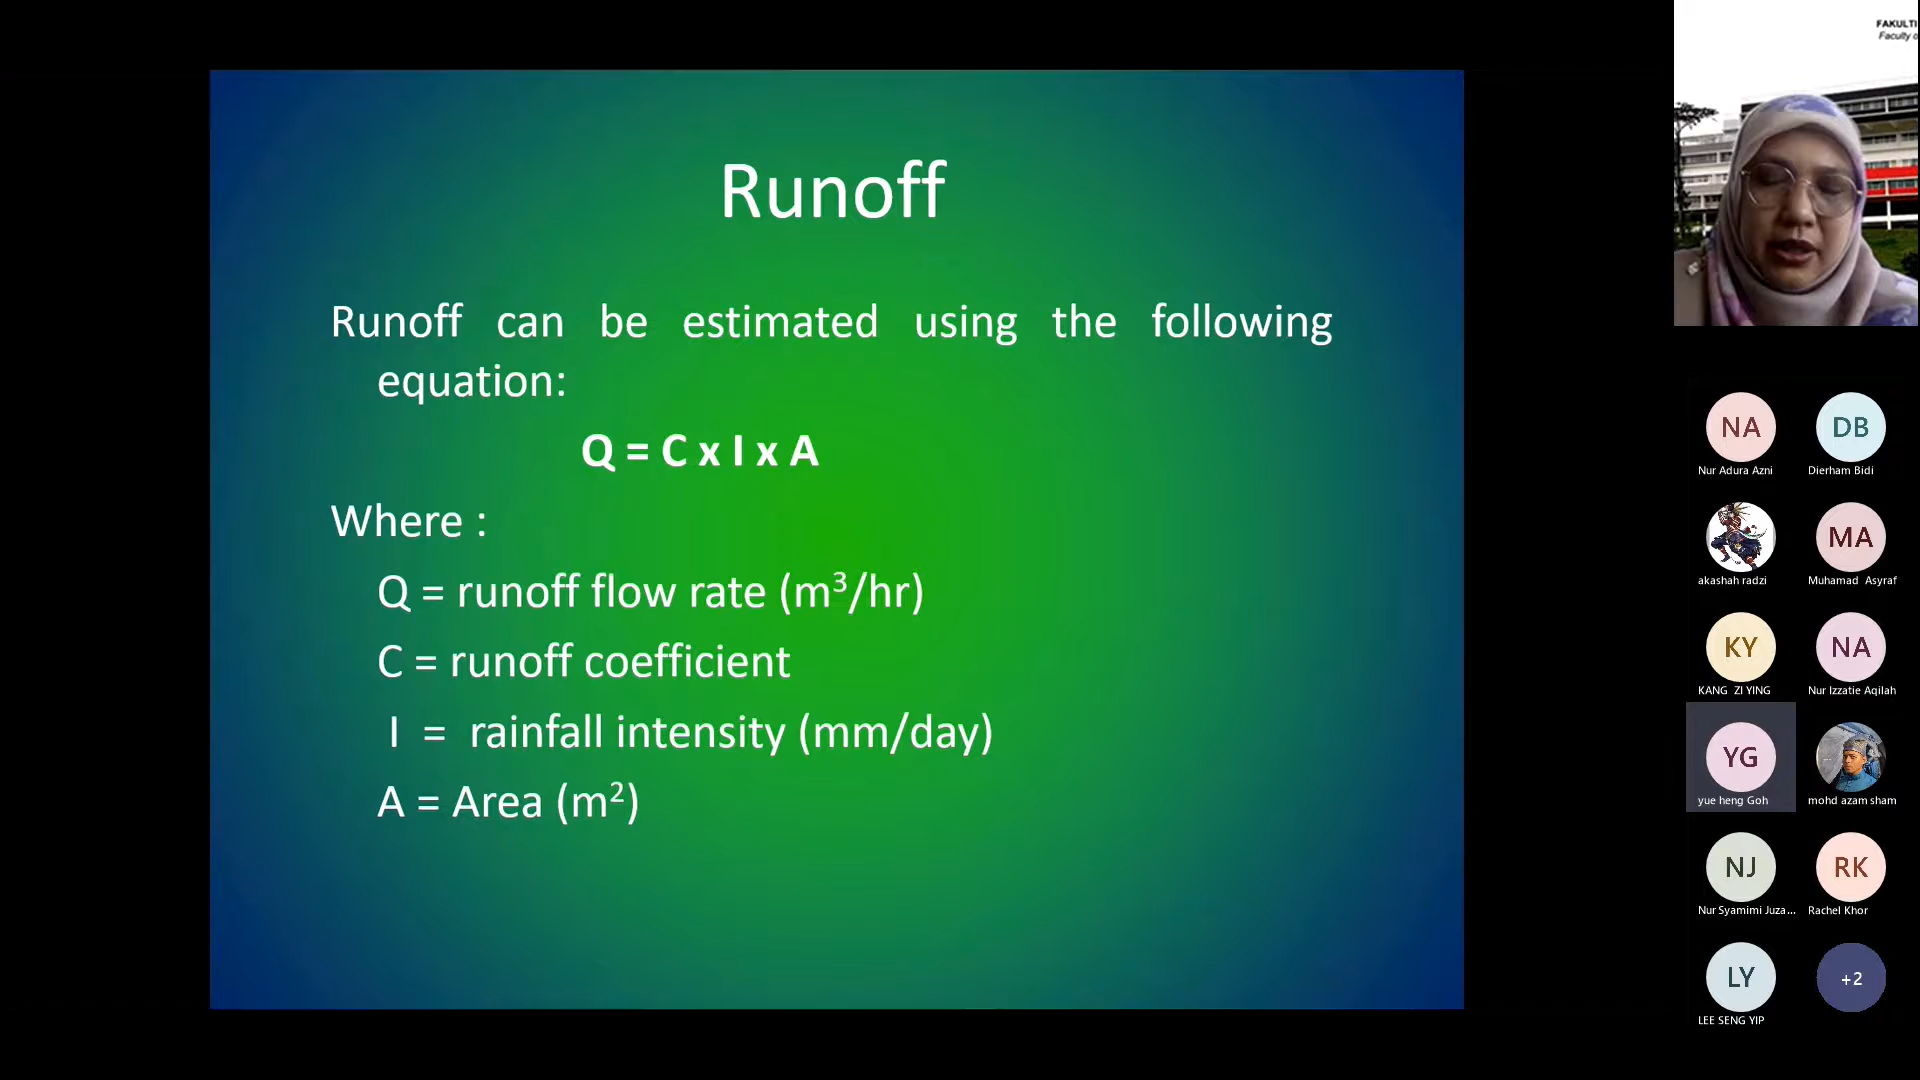 Runoff
Runoff can be estimated using the following
equation:
Q = C x I x A
Where :
Q = runoff flow rate (m³/hr)
C = runoff coefficient
I = rainfall intensity (mm/day)
A = Area (m²)
FAKULTI
Faculty o
NA
Nur Adura Azni
DB
Dierham Bidi
akashah radzi
MA
Muhamad Asyraf
KY
KANG ZI YING
NA
Nur Izzatie Aqilah
YG
yue heng Goh
mohd azam sham
NJ
Nur Syamimi Juza...
RK
Rachel Khor
LY
LEE SENG YIP
+2